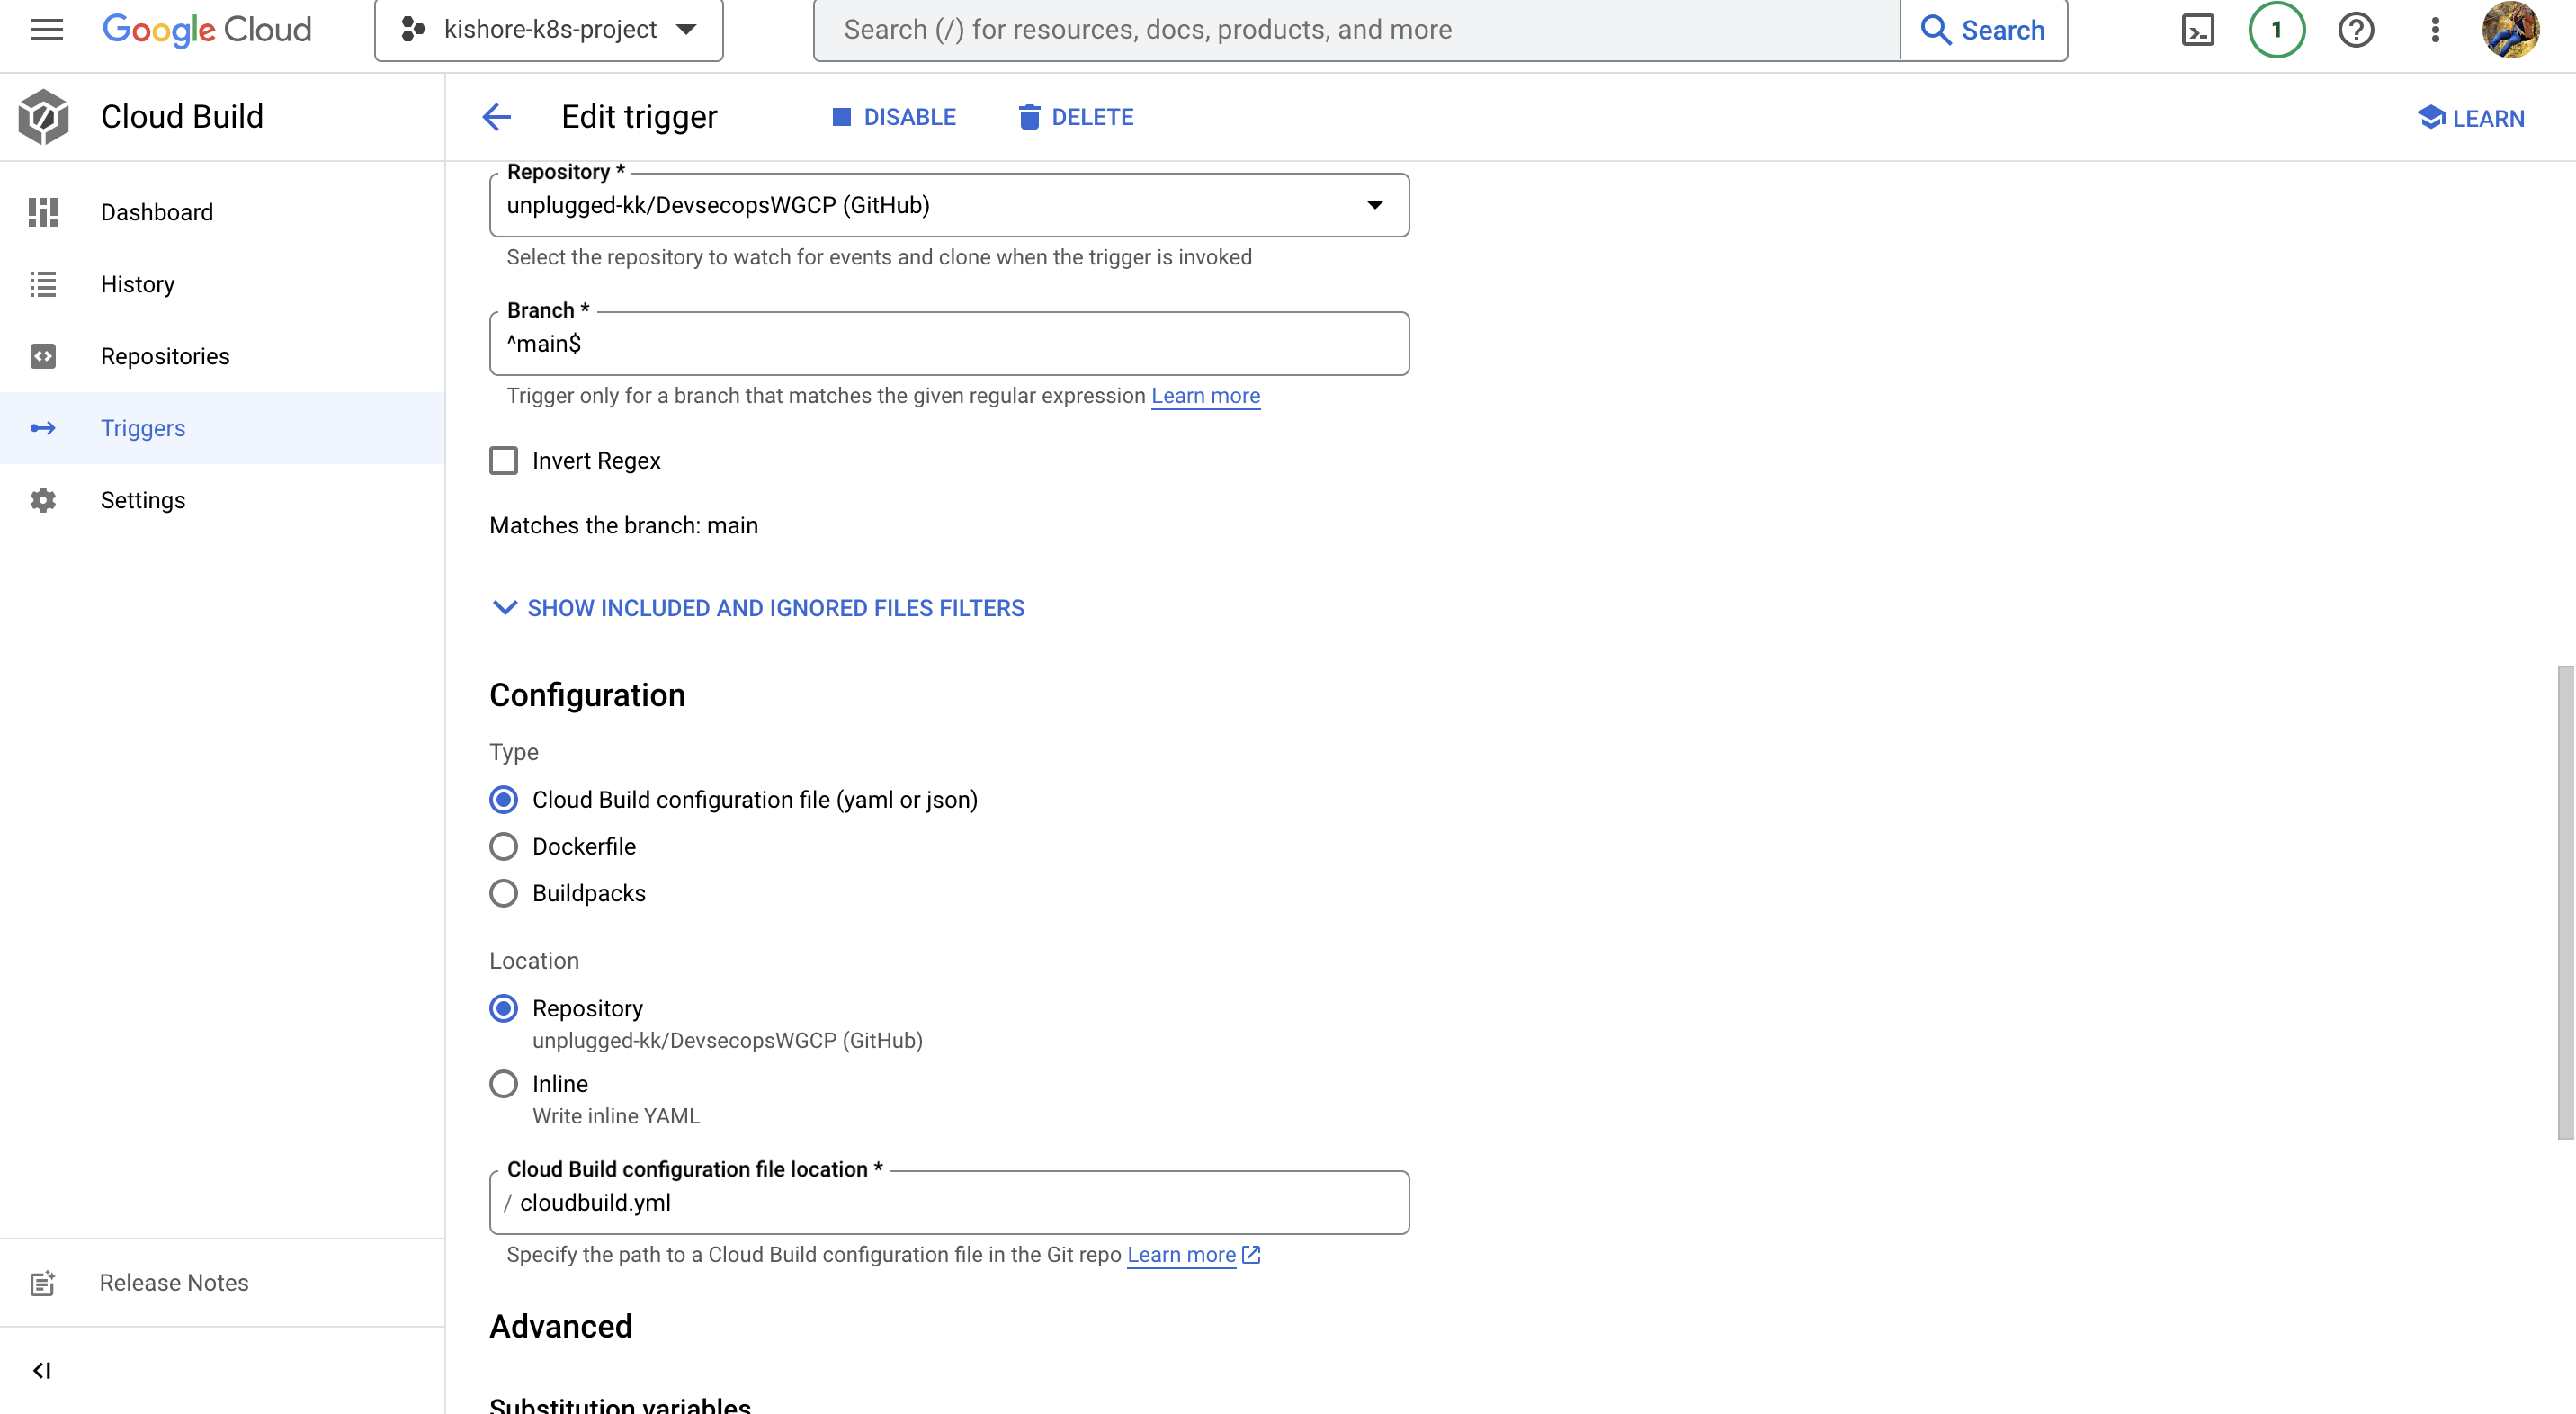 Google Cloud
kishore-k8s-project
Search (/) for resources, docs, products, and more
Search
1
Cloud Build
Edit trigger
DISABLE
DELETE
LEARN
Dashboard
History
Repositories
Triggers
Settings
Release Notes
Repository *
unplugged-kk/DevsecopsWGCP (GitHub)
Select the repository to watch for events and clone when the trigger is invoked
Branch *
^main$
Trigger only for a branch that matches the given regular expression Learn more
Invert Regex
Matches the branch: main
SHOW INCLUDED AND IGNORED FILES FILTERS
Configuration
Type
Cloud Build configuration file (yaml or json)
Dockerfile
Buildpacks
Location
Repository
unplugged-kk/DevsecopsWGCP (GitHub)
Inline
Write inline YAML
Cloud Build configuration file location *
/ cloudbuild.yml
Specify the path to a Cloud Build configuration file in the Git repo Learn more
Advanced
Substitution variables